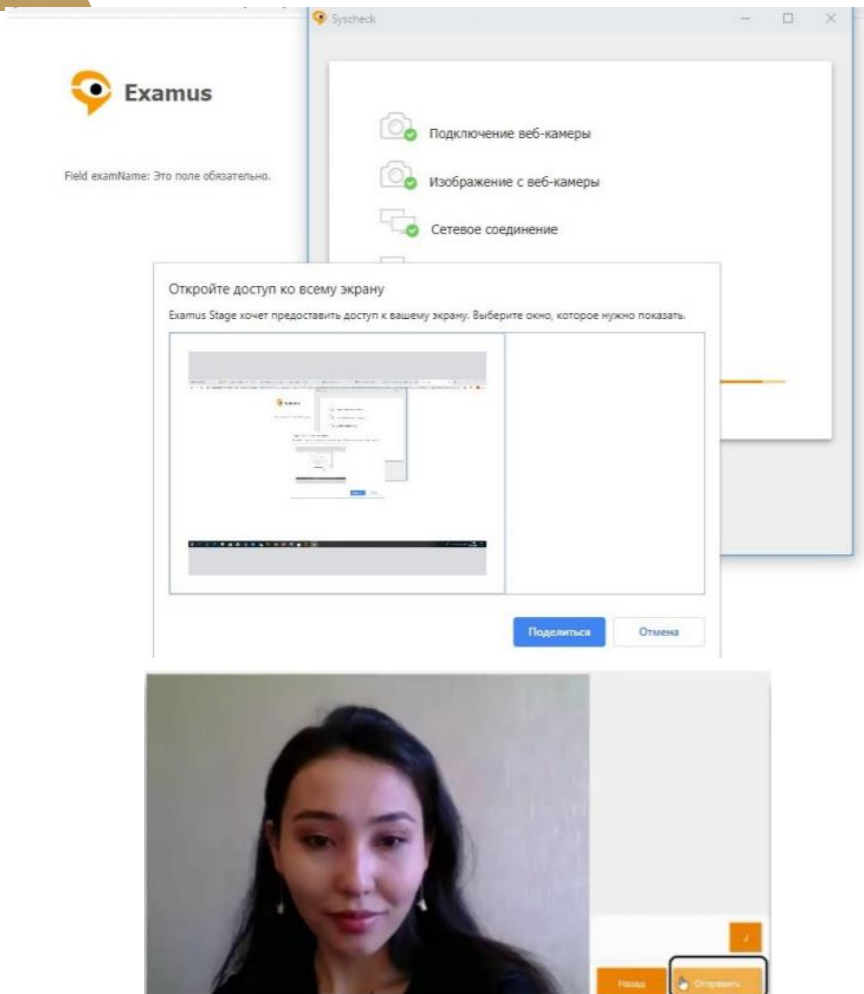 Syscheck
Examus
Подключение веб-камеры
Field examName: Это поле обязательно.
Изображение с веб-камеры
Сетевое соединение
Откройте доступ ко всему экрану
Examus Stage хочет предоставить доступ к вашему экрану. Выберите окно, которое нужно показать.
Поделиться
Отмена
Назад
Отправить